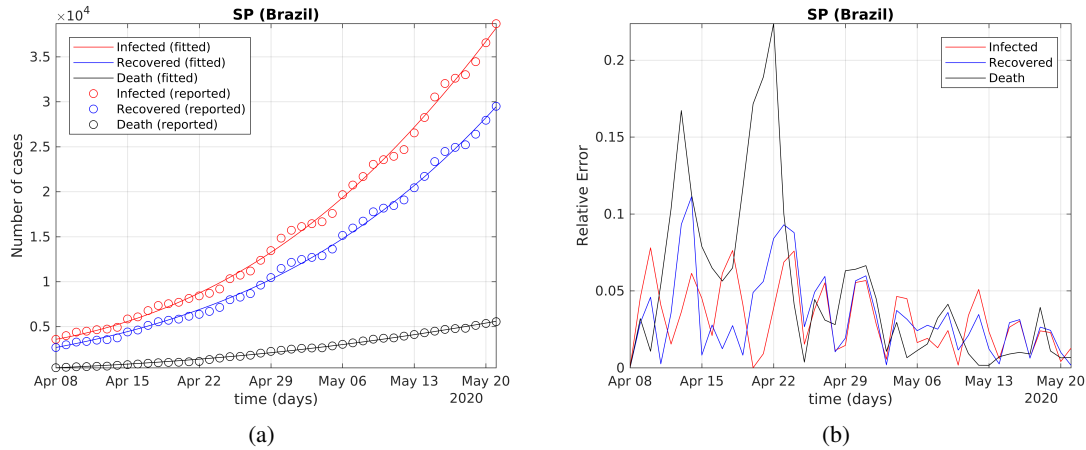 SP (Brazil)
×10⁴
Infected (fitted)
Recovered (fitted)
Death (fitted)
Infected (reported)
Recovered (reported)
Death (reported)
Number of cases
3.5
3
2.5
2
1.5
1
0.5
Apr 08 Apr 15 Apr 22 Apr 29 May 06 May 13 May 20
time (days)
2020
(a)
SP (Brazil)
Infected
Recovered
Death
Relative Error
0.2
0.15
0.1
0.05
0
Apr 08 Apr 15 Apr 22 Apr 29 May 06 May 13 May 20
time (days)
2020
(b)